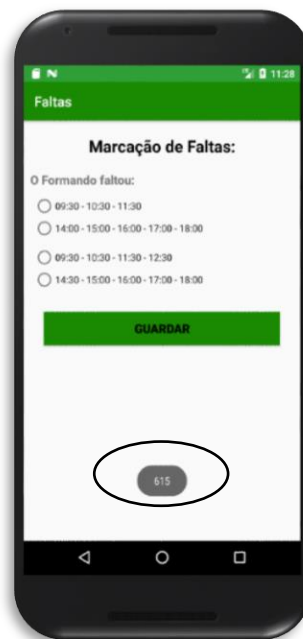 11:28
Faltas
Marcação de Faltas:
O Formando faltou:
09:30 - 10:30 - 11:30
14:00 - 15:00 - 16:00 - 17:00 - 18:00
09:30 - 10:30 - 11:30 - 12:30
14:30 - 15:00 - 16:00 - 17:00 - 18:00
GUARDAR
615